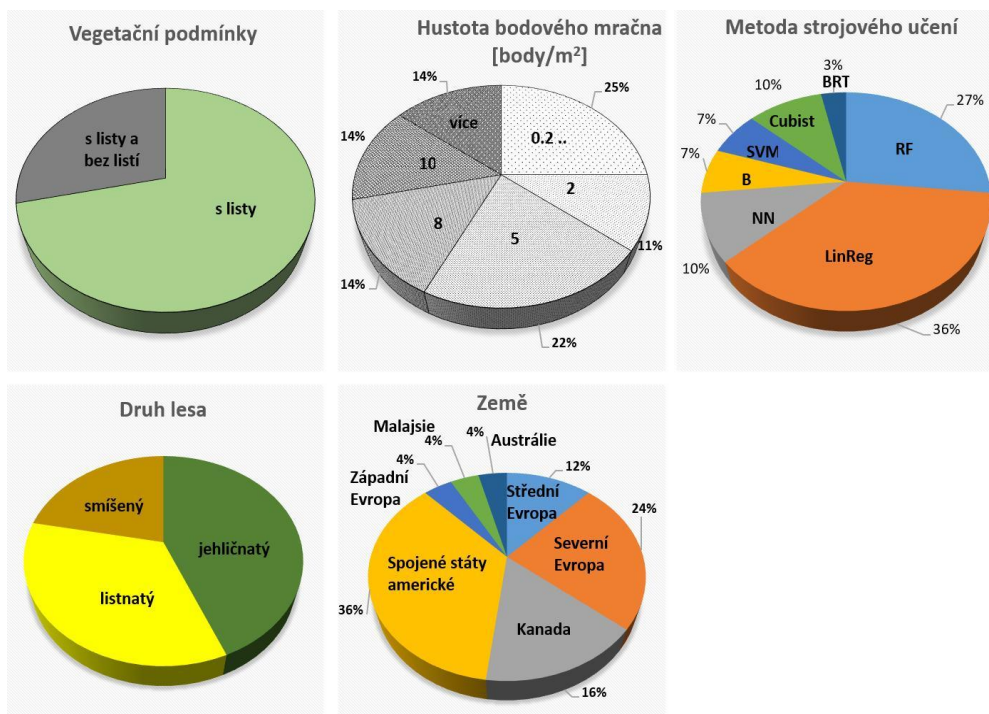 Vegetační podmínky
s listy a
bez listí
s listy
Hustota bodového mračna
[body/m²]
14%
25%
více
0.2 ..
14%
10
2
8
5
11%
14%
22%
Metoda strojového učení
3%
BRT
10%
27%
Cubist
7%
SVM
RF
7%
B
NN
LinReg
10%
36%
Druh lesa
smíšený
jehličnatý
listnatý
Země
Malajsie
4%
Austrálie
4%
4%
12%
Západní
Evropa
Střední
Evropa
24%
Severní
Evropa
Spojené státy
americké
36%
Kanada
16%